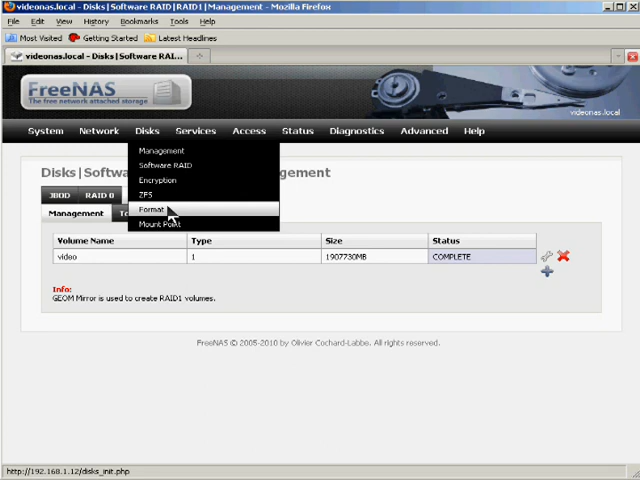 videonas.local - Disks|Software RAID|RAID1|Management - Mozilla Firefox
File Edit View History Bookmarks Tools Help
Most Visited Getting Started Latest Headlines
videonas.local - Disks|Software RAI...
FreeNAS
The free network attached storage
videonas.local
System Network Disks Services Access Status Diagnostics Advanced Help
Management
Software RAID
Encryption
ZFS
Format
Mount Point
Disks|Softwa
gement
JBOD RAID 0
Management To
Volume Name Type Size Status
video 1 1907730MB COMPLETE
Info:
GEOM Mirror is used to create RAID1 volumes.
FreeNAS © 2005-2010 by Olivier Cochard-Labbe. All rights reserved.
http://192.168.1.12/disks_init.php